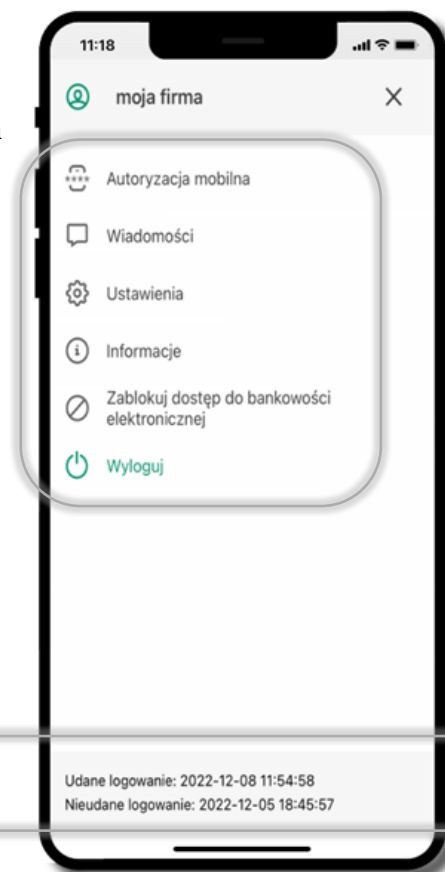 11:18
moja firma
Autoryzacja mobilna
Wiadomości
Ustawienia
Informacje
Zablokuj dostęp do bankowości
elektronicznej
Wyloguj
Udane logowanie: 2022-12-08 11:54:58
Nieudane logowanie: 2022-12-05 18:45:57